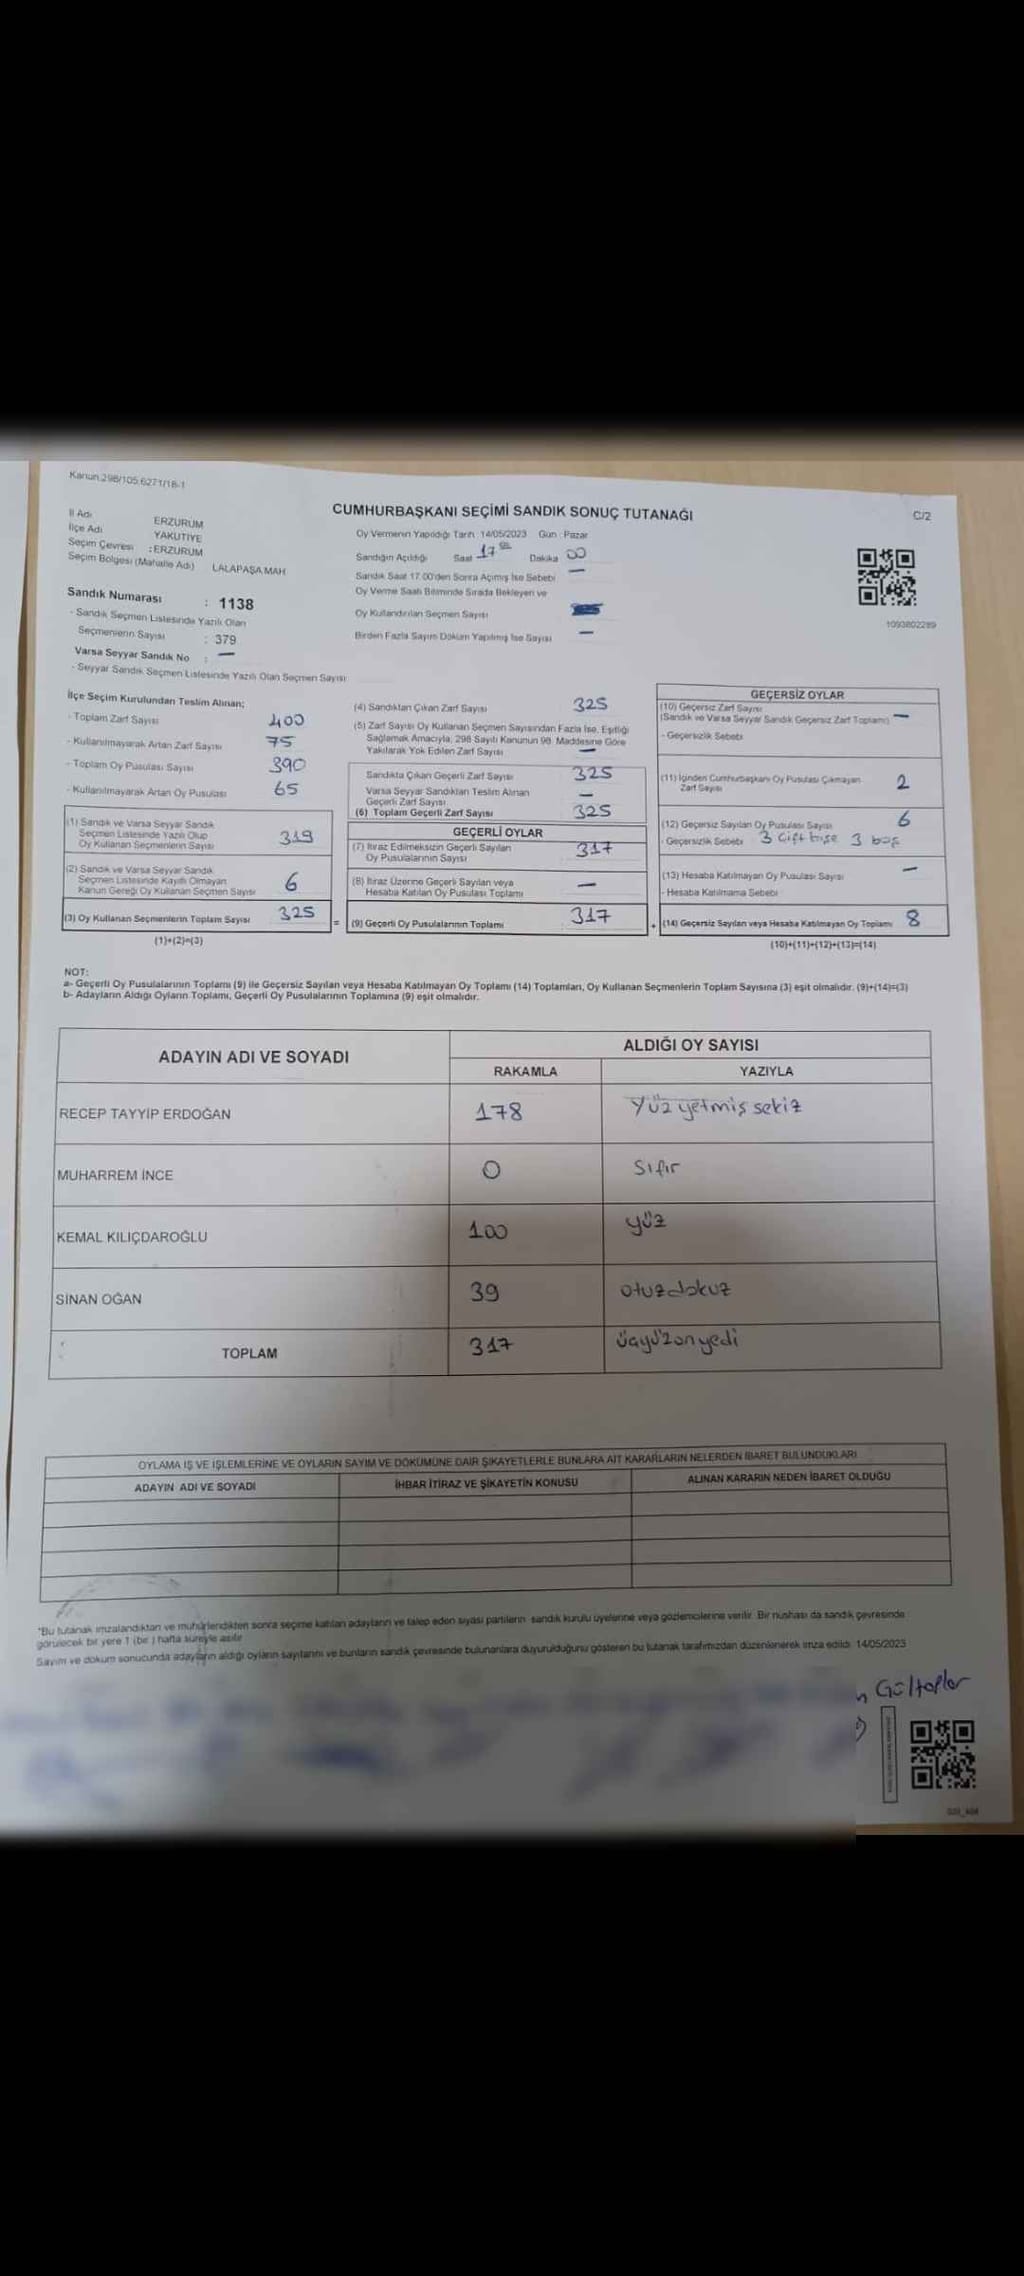 Kanun.298/105.6271/18-1
CUMHURBAŞKANI SEÇİMİ SANDIK SONUÇ TUTANAĞI
C/2
İl Adı ERZURUM
İlçe Adı YAKUTİYE
Seçim Çevresi : ERZURUM
Seçim Bölgesi (Mahalle Adı) LALAPAŞA MAH
Sandık Numarası : 1138
- Sandık Seçmen Listesinde Yazılı Olan
Seçmenlerin Sayısı : 379
Varsa Seyyar Sandık No : —
- Seyyar Sandık Seçmen Listesinde Yazılı Olan Seçmen Sayısı
Oy Vermenin Yapıldığı Tarih 14/05/2023 Gün : Pazar
Sandığın Açıldığı Saat 17 00 Dakika 00
Sandık Saat 17.00'den Sonra Açımış İse Sebebi —
Oy Verme Saati Bitiminde Sırada Bekleyen ve
Oy Kullandırılan Seçmen Sayısı
Birden Fazla Sayım Döküm Yapılmış İse Sayısı —
1093802289
İlçe Seçim Kurulundan Teslim Alınan;
- Toplam Zarf Sayısı 400
- Kullanılmayarak Artan Zarf Sayısı 75
- Toplam Oy Pusulası Sayısı 390
- Kullanılmayarak Artan Oy Pusulası 65
(1) Sandık ve Varsa Seyyar Sandık
Seçmen Listesinde Yazılı Olup
Oy Kullanan Seçmenlerin Sayısı 319
(2) Sandık ve Varsa Seyyar Sandık
Seçmen Listesinde Kayıtlı Olmayan
Kanun Gereği Oy Kullanan Seçmen Sayısı 6
(3) Oy Kullanan Seçmenlerin Toplam Sayısı 325
(1)+(2)=(3)
(4) Sandıktan Çıkan Zarf Sayısı 325
(5) Zarf Sayısı Oy Kullanan Seçmen Sayısından Fazla İse, Eşitliği
Sağlamak Amacıyla, 298 Sayılı Kanunun 98. Maddesine Göre
Yakılarak Yok Edilen Zarf Sayısı —
Sandıkta Çıkan Geçerli Zarf Sayısı 325
Varsa Seyyar Sandıktan Teslim Alınan
Geçerli Zarf Sayısı —
(6) Toplam Geçerli Zarf Sayısı 325
GEÇERLİ OYLAR
(7) İtiraz Edilmeksizin Geçerli Sayılan
Oy Pusulalarının Sayısı 317
(8) İtiraz Üzerine Geçerli Sayılan veya
Hesaba Katılan Oy Pusulası Toplamı —
= (9) Geçerli Oy Pusulalarının Toplamı 317
GEÇERSİZ OYLAR
(10) Geçersiz Zarf Sayısı
(Sandık ve Varsa Seyyar Sandık Geçersiz Zarf Toplamı) —
- Geçersizlik Sebebi
(11) İçinden Cumhurbaşkanı Oy Pusulası Çıkmayan
Zarf Sayısı 2
(12) Geçersiz Sayılan Oy Pusulası Sayısı 6
- Geçersizlik Sebebi 3 Çift 3 boş
(13) Hesaba Katılmayan Oy Pusulası Sayısı —
- Hesaba Katılmama Sebebi
+ (14) Geçersiz Sayılan veya Hesaba Katılmayan Oy Toplamı 8
(10)+(11)+(12)+(13)=(14)
NOT:
a- Geçerli Oy Pusulalarının Toplamı (9) ile Geçersiz Sayılan veya Hesaba Katılmayan Oy Toplamı (14) Toplamları, Oy Kullanan Seçmenlerin Toplam Sayısına (3) eşit olmalıdır. (9)+(14)=(3)
b- Adayların Aldığı Oyların Toplamı, Geçerli Oy Pusulalarının Toplamına (9) eşit olmalıdır.
ADAYIN ADI VE SOYADI
ALDIĞI OY SAYISI
RAKAMLA YAZIYLA
RECEP TAYYİP ERDOĞAN 178 Yüz yetmiş sekiz
MUHARREM İNCE 0 Sıfır
KEMAL KILIÇDAROĞLU 100 yüz
SİNAN OĞAN 39 otuzdokuz
TOPLAM 317 üçyüzonyedi
OYLAMA İŞ VE İŞLEMLERİNE VE OYLARIN SAYIM VE DÖKÜMÜNE DAİR ŞİKAYETLERLE BUNLARA AİT KARARLARIN NELERDEN İBARET BULUNDUKLARI
ADAYIN ADI VE SOYADI İHBAR İTİRAZ VE ŞİKAYETİN KONUSU ALINAN KARARIN NEDEN İBARET OLDUĞU
*Bu tutanak imzalandıktan ve mühürlendikten sonra seçime katılan adayların ve talep eden siyasi partilerin sandık kurulu üyelerine veya gözlemcilerine verilir. Bir nüshası da sandık çevresinde
görülecek bir yere 1 (bir) hafta süreyle asılır
Sayım ve döküm sonucunda adayların aldığı oyların sayılarını ve bunların sandık çevresinde bulunanlara duyurulduğunu gösteren bu tutanak tarafımızdan düzenlenerek imza edildi. 14/05/2023